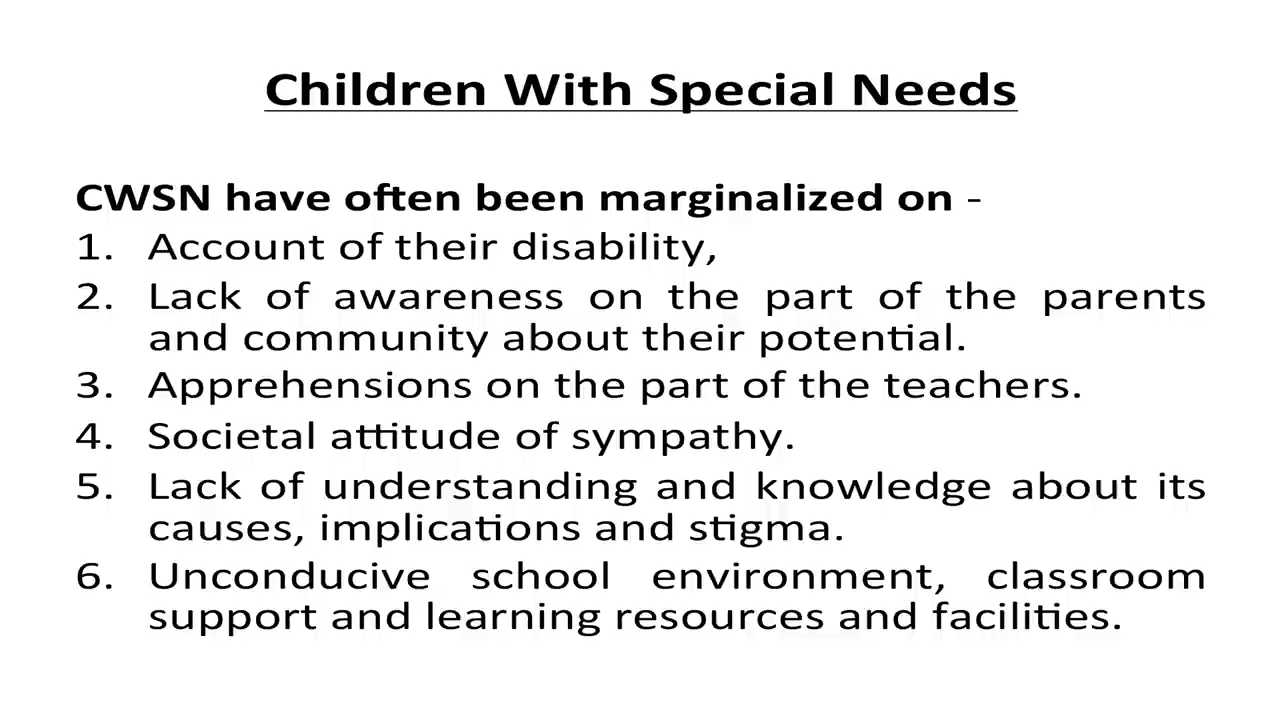 Children With Special Needs
CWSN have often been marginalized on -
1. Account of their disability,
2. Lack of awareness on the part of the parents
and community about their potential.
3. Apprehensions on the part of the teachers.
4. Societal attitude of sympathy.
5. Lack of understanding and knowledge about its
causes, implications and stigma.
6. Unconducive school environment, classroom
support and learning resources and facilities.